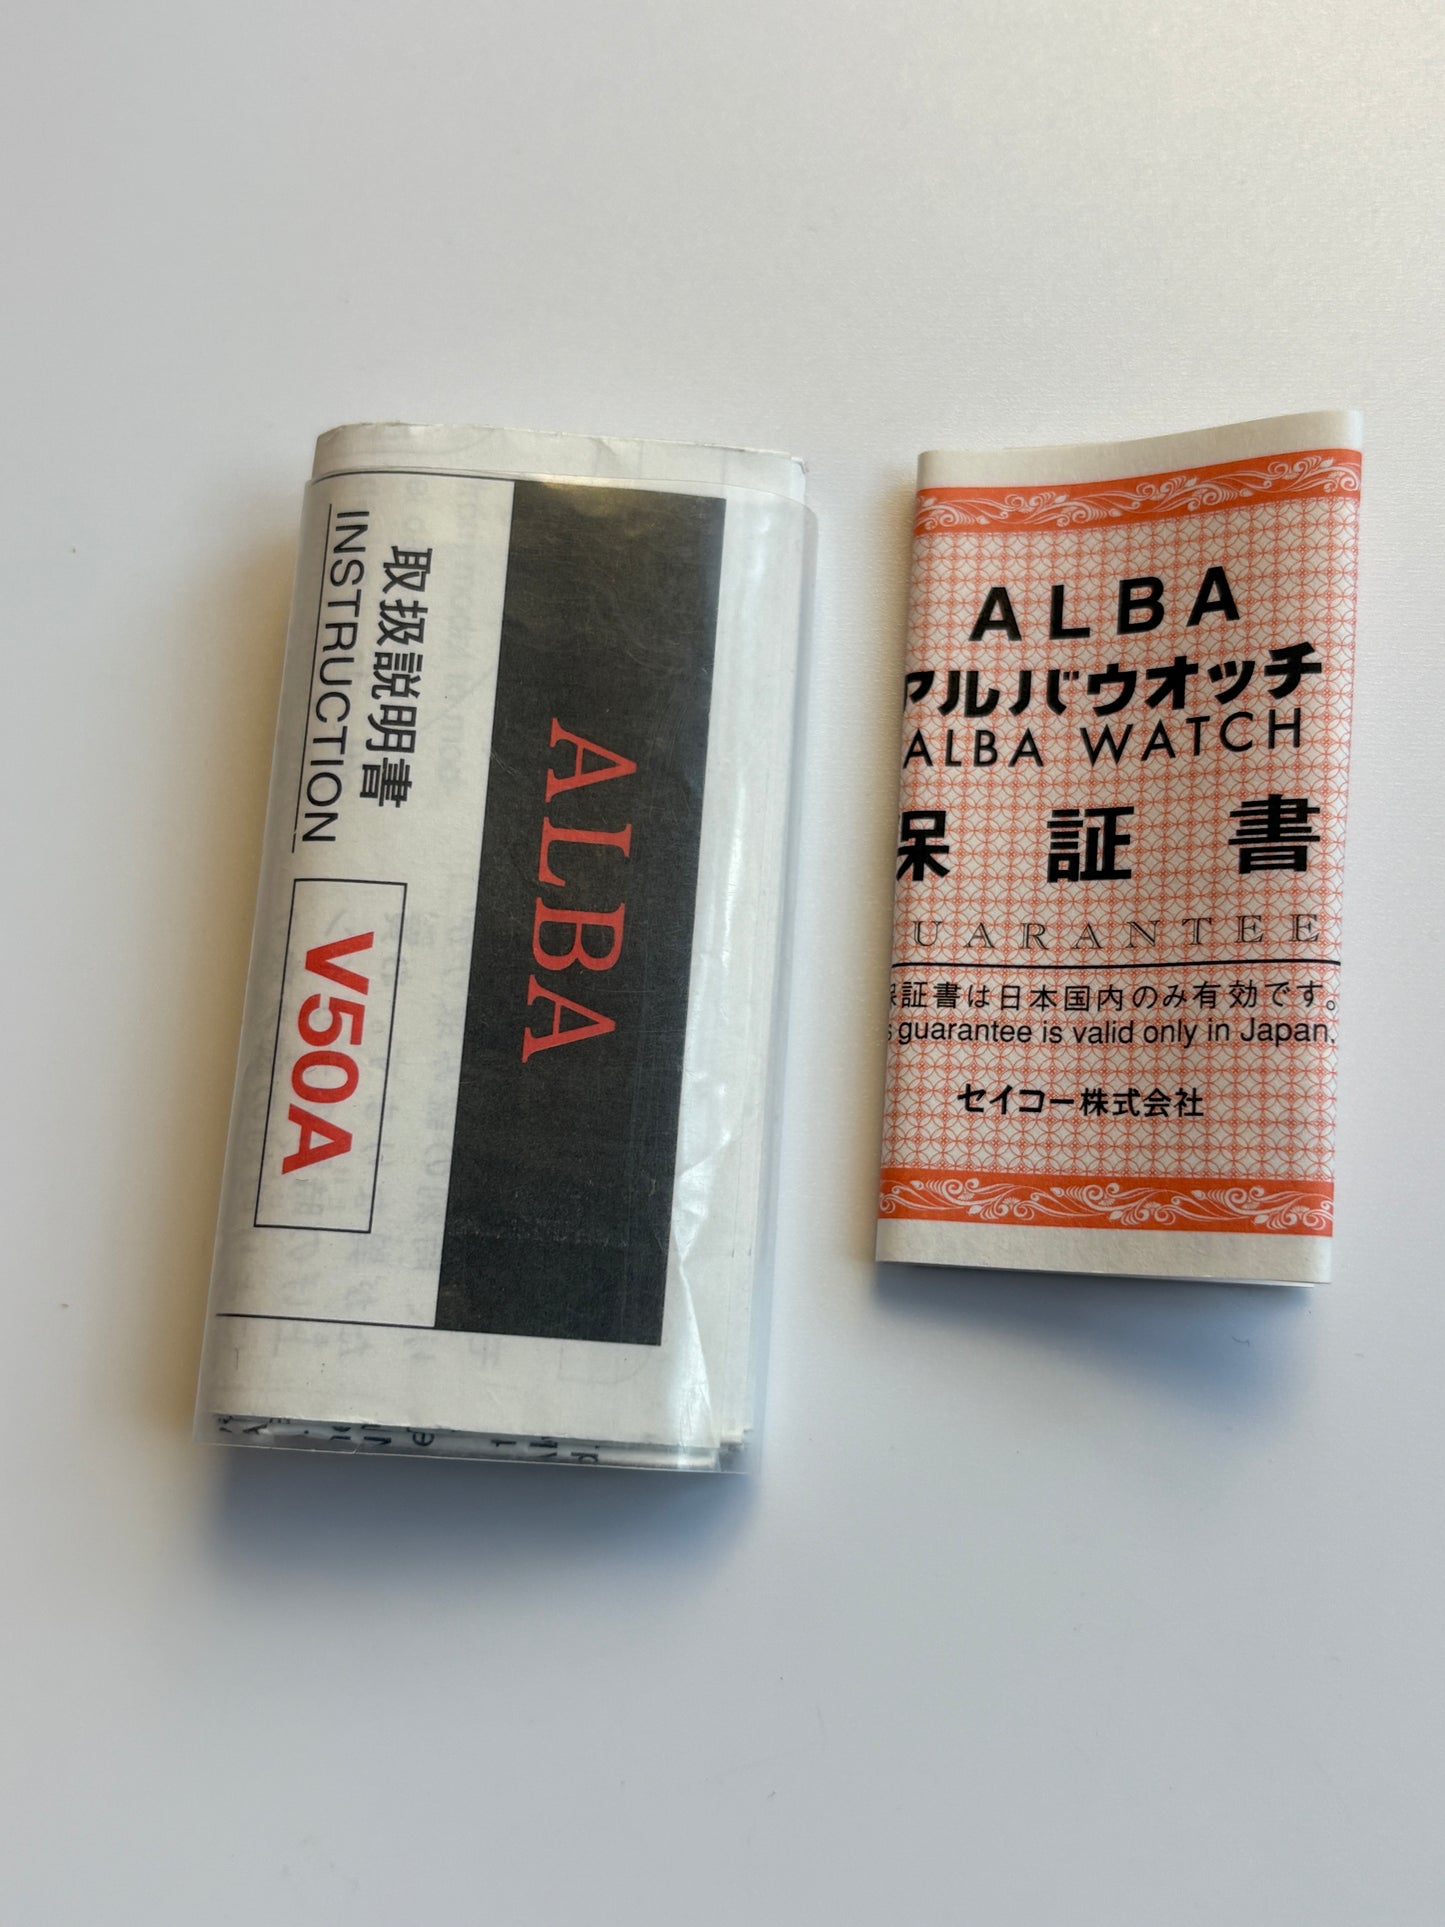 取扱説明書
INSTRUCTION
V50A
ALBA
ALBA
アルバウオッチ
ALBA WATCH
保 証 書
UARANTEE
保証書は日本国内のみ有効です。
s guarantee is valid only in Japan.
セイコー株式会社